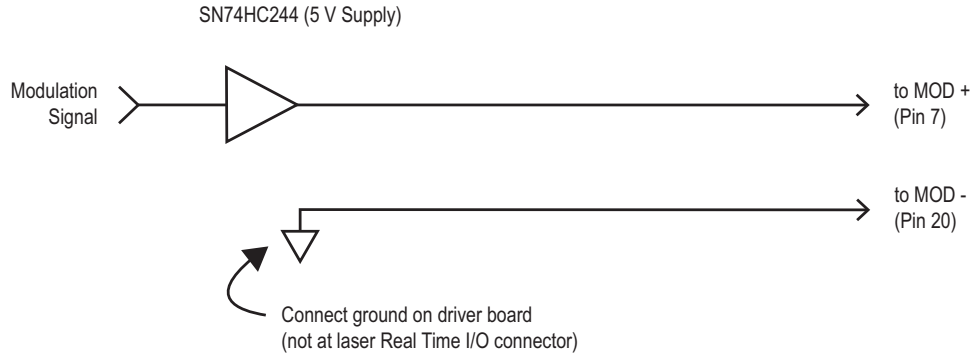 SN74HC244 (5 V Supply)
Modulation
Signal
to MOD +
(Pin 7)
to MOD -
(Pin 20)
Connect ground on driver board
(not at laser Real Time I/O connector)